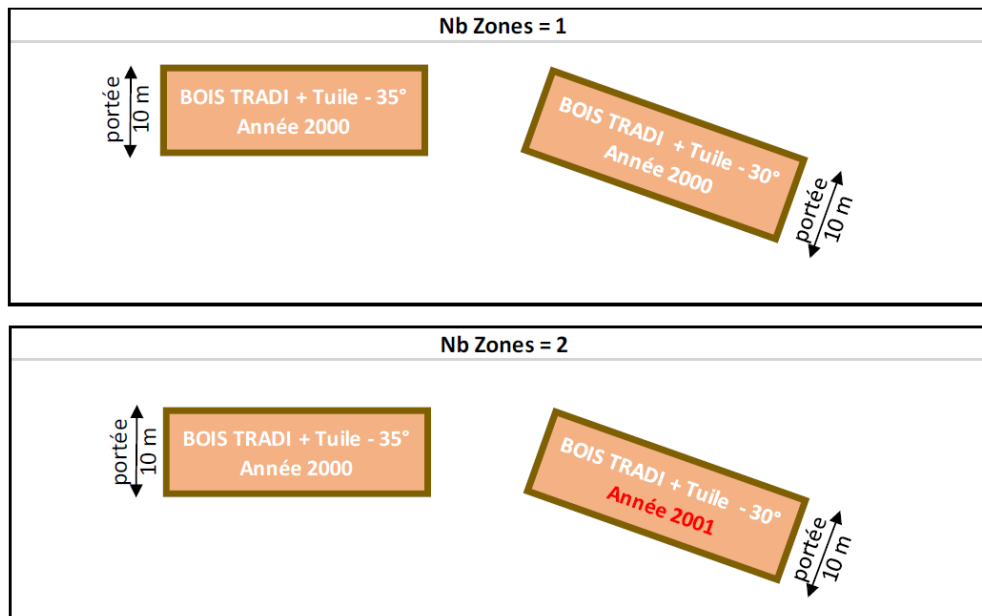 Nb Zones = 1
portée
10 m
BOIS TRADI + Tuile - 35°
Année 2000
BOIS TRADI + Tuile - 30°
Année 2000
portée
10 m
Nb Zones = 2
portée
10 m
BOIS TRADI + Tuile - 35°
Année 2000
BOIS TRADI + Tuile - 30°
Année 2001
portée
10 m